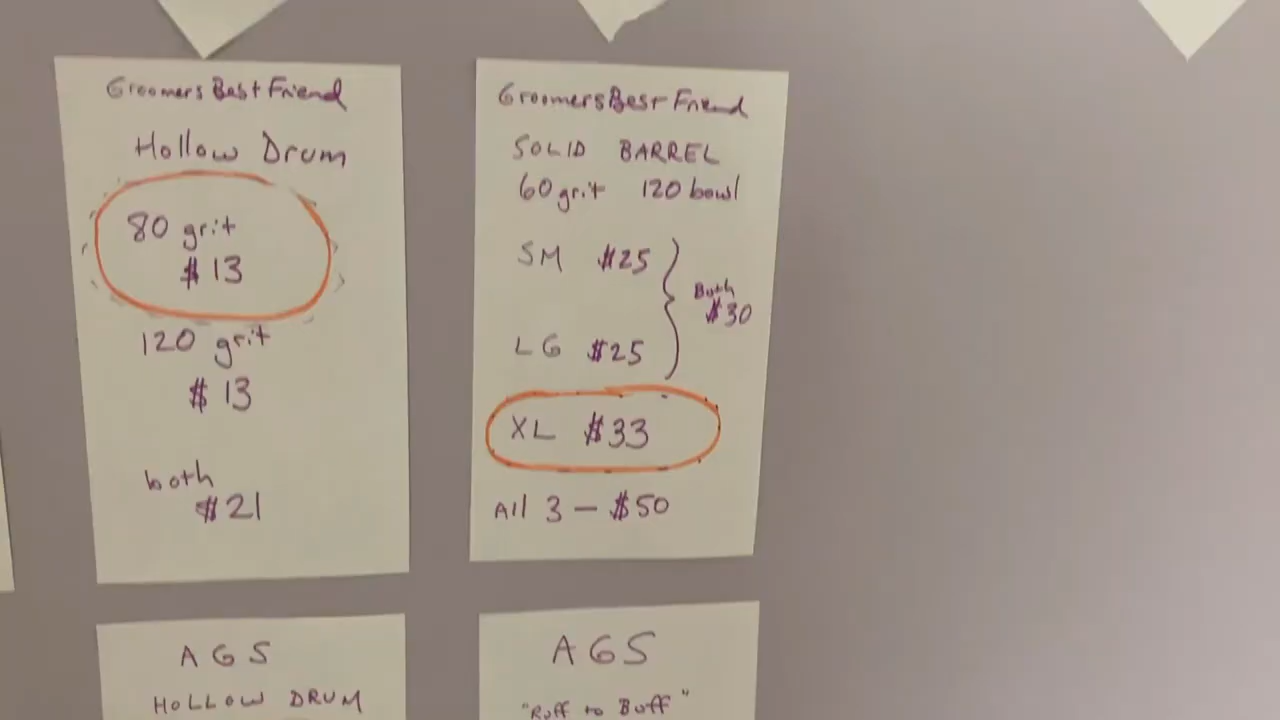 Groomers Best Friend
Hollow Drum
80 grit
$13
120 grit
$13
both
$21
Groomers Best Friend
SOLID BARREL
60 grit 120 bowl
SM $25
LG $25
Both
$30
XL $33
All 3 — $50
AGS
HOLLOW DRUM
AGS
"Ruff to Buff"